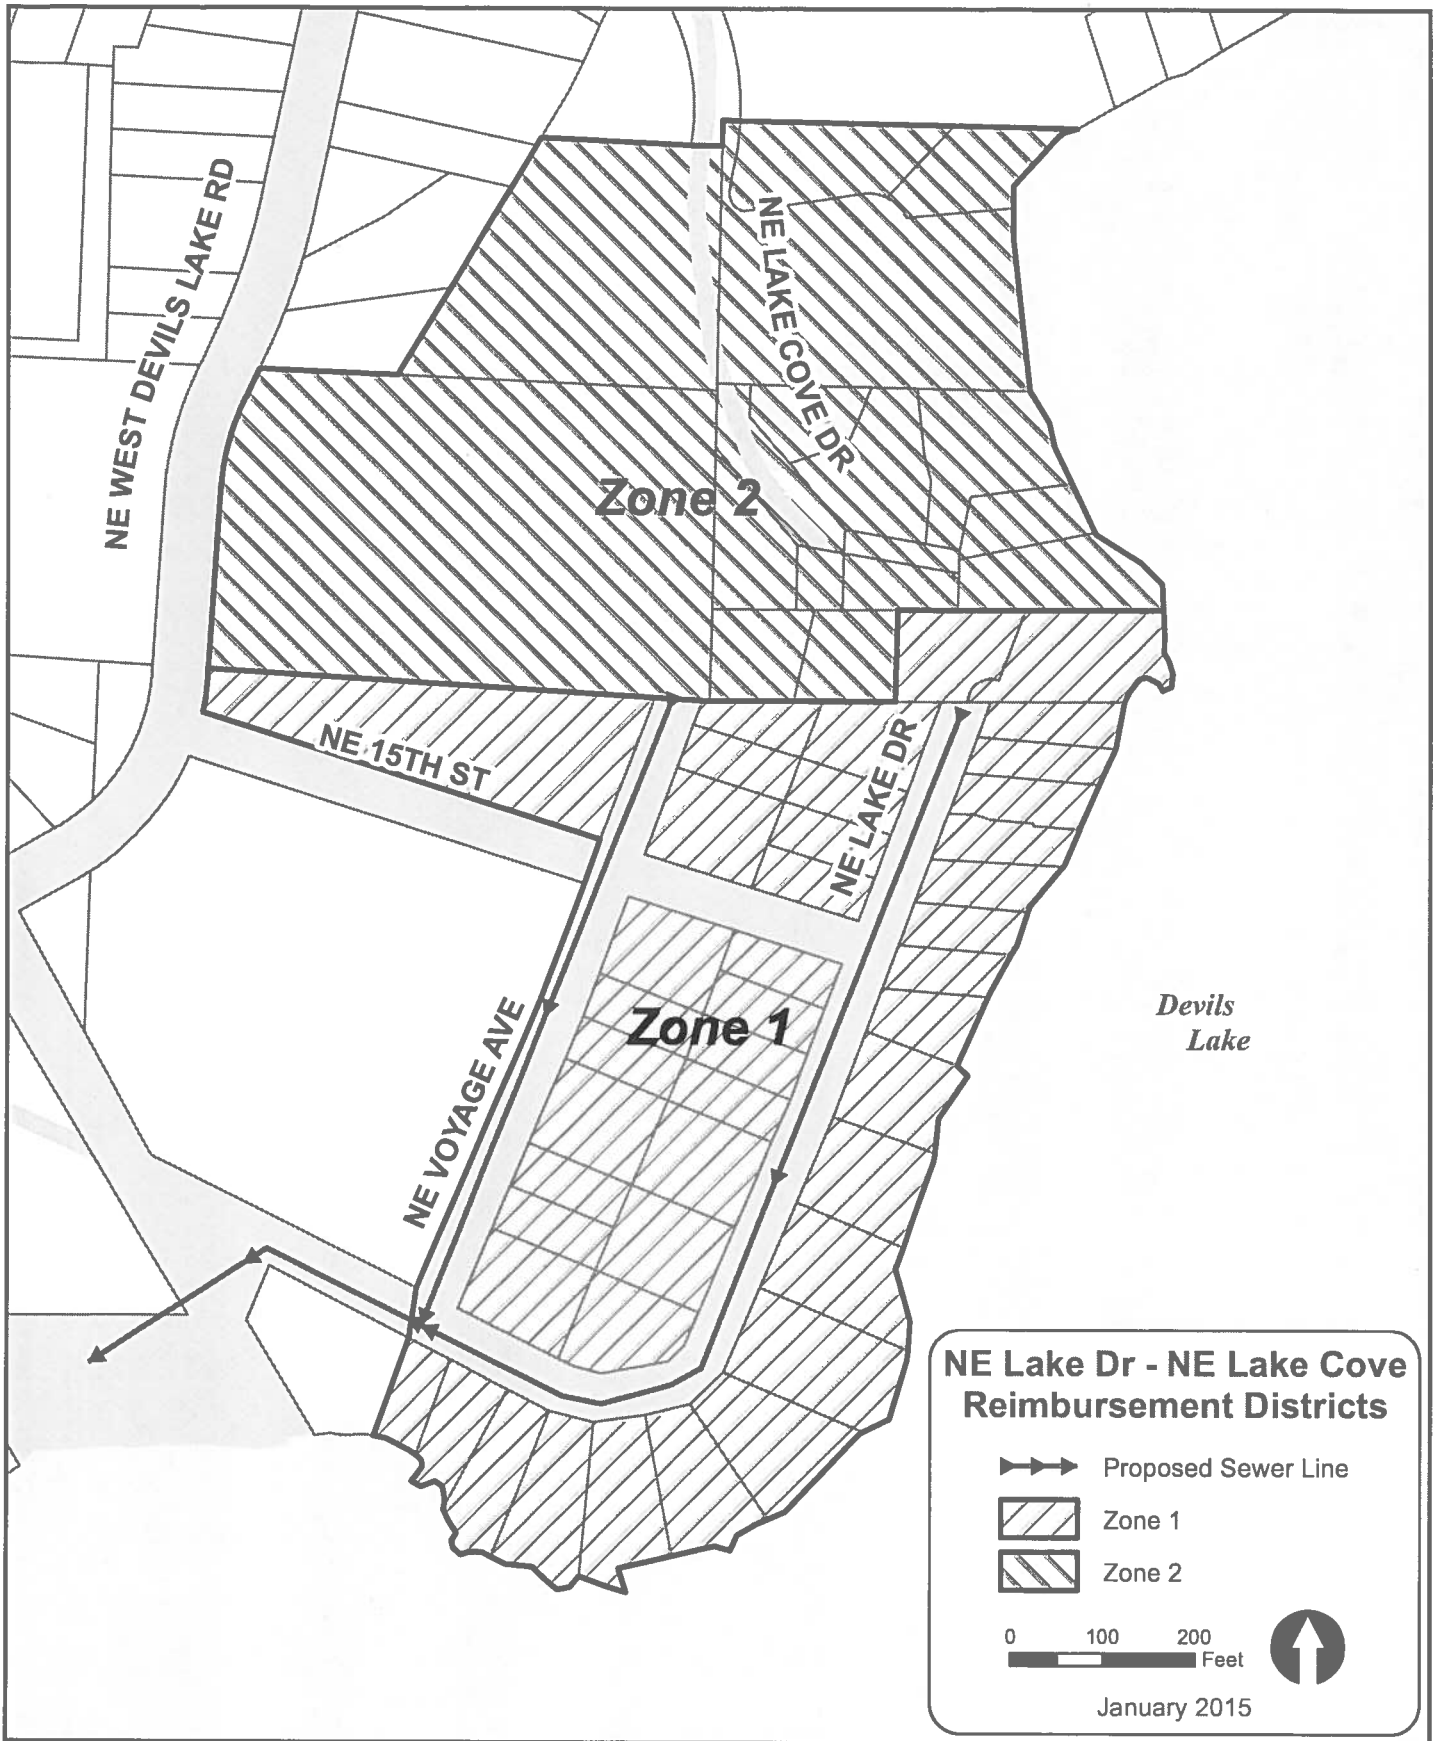 NE WEST DEVILS LAKE RD
NE LAKE COVE DR
Zone 2
NE 15TH ST
NE LAKE DR
Zone 1
NE VOYAGE AVE
Devils
Lake
NE Lake Dr - NE Lake Cove
Reimbursement Districts
Proposed Sewer Line
Zone 1
Zone 2
0 100 200
Feet
January 2015